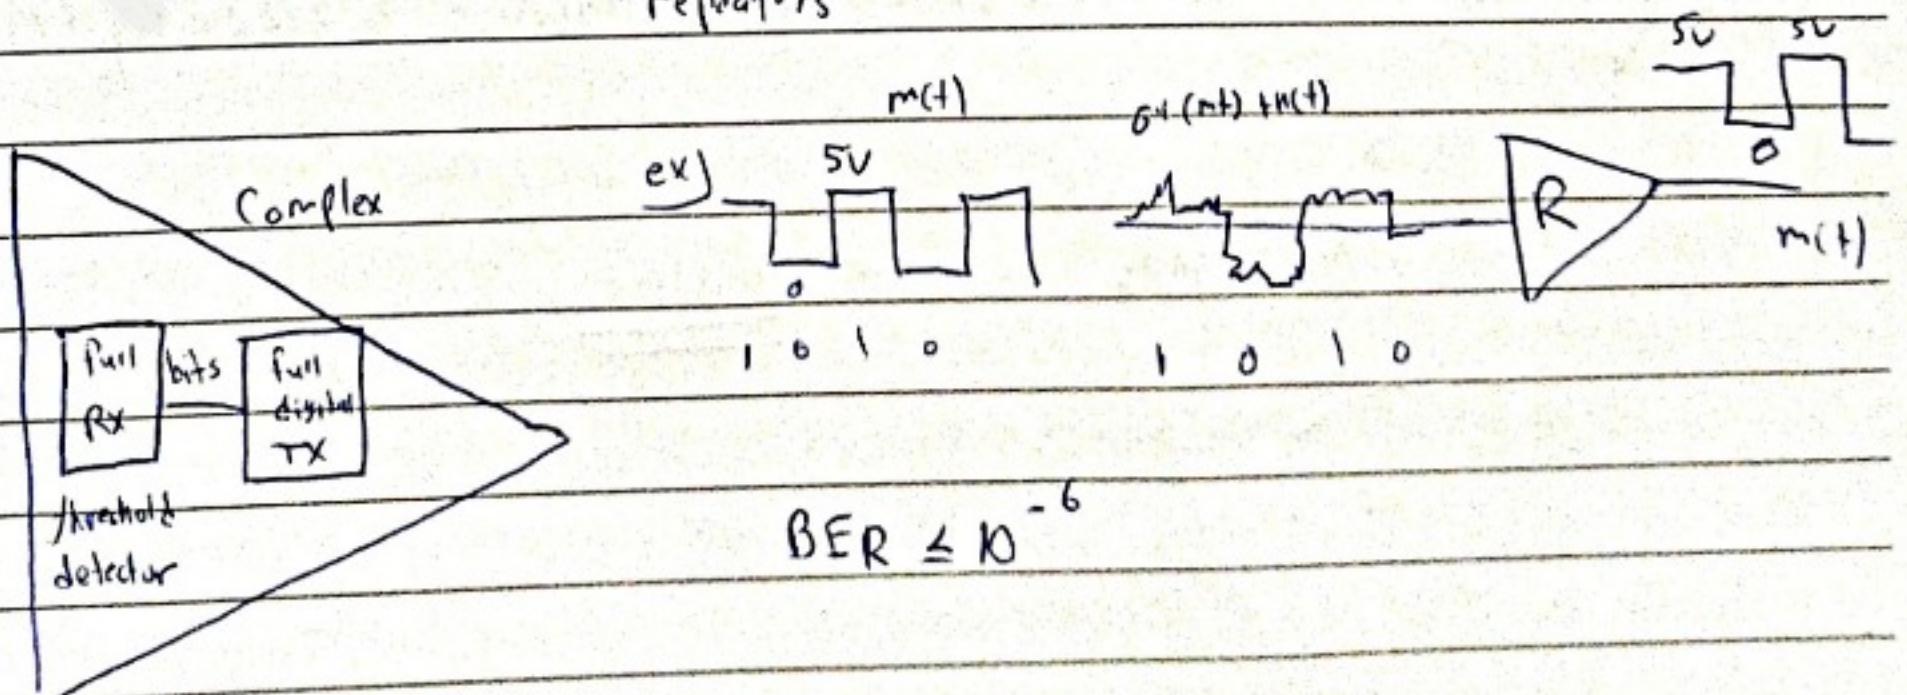 5V 5V
m(t)
ex) 5V
Complex
R
0
m(t)
0
1 0 1 0 1 0 1 0
full bits full
RX digital
TX
threshold
detector
BER ≤ 10^-6